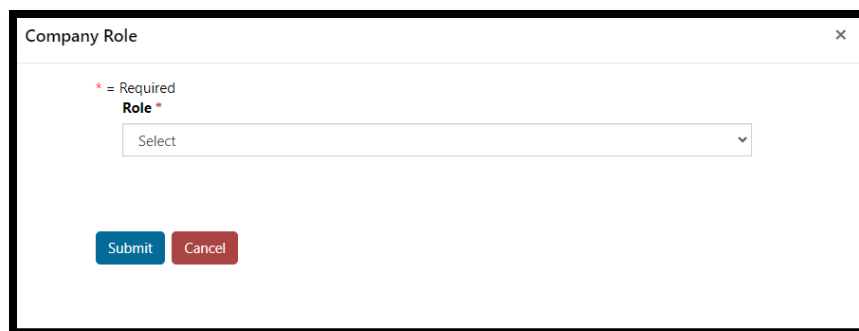 Company Role ×
* = Required
Role *
Select
Submit Cancel